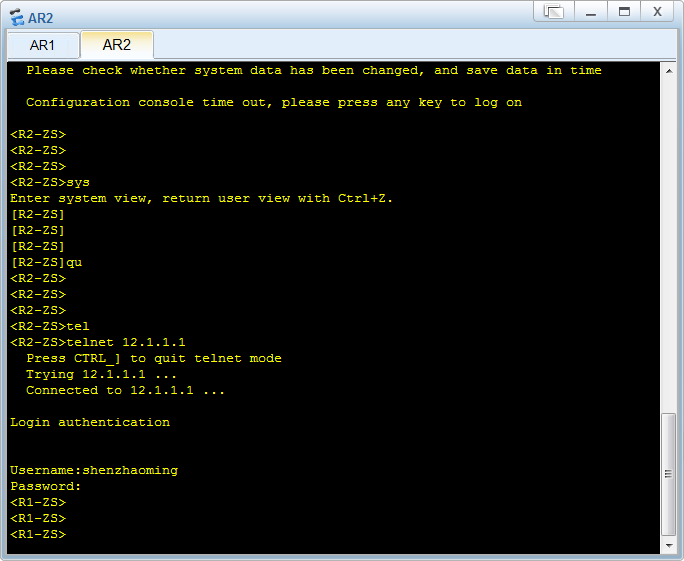 AR2
AR1
AR2
Please check whether system data has been changed, and save data in time
Configuration console time out, please press any key to log on
<R2-ZS>
<R2-ZS>
<R2-ZS>
<R2-ZS>sys
Enter system view, return user view with Ctrl+Z.
[R2-ZS]
[R2-ZS]
[R2-ZS]
[R2-ZS]qu
<R2-ZS>
<R2-ZS>
<R2-ZS>
<R2-ZS>tel
<R2-ZS>telnet 12.1.1.1
Press CTRL_] to quit telnet mode
Trying 12.1.1.1 ...
Connected to 12.1.1.1 ...
Login authentication
Username:shenzhaoming
Password:
<R1-ZS>
<R1-ZS>
<R1-ZS>